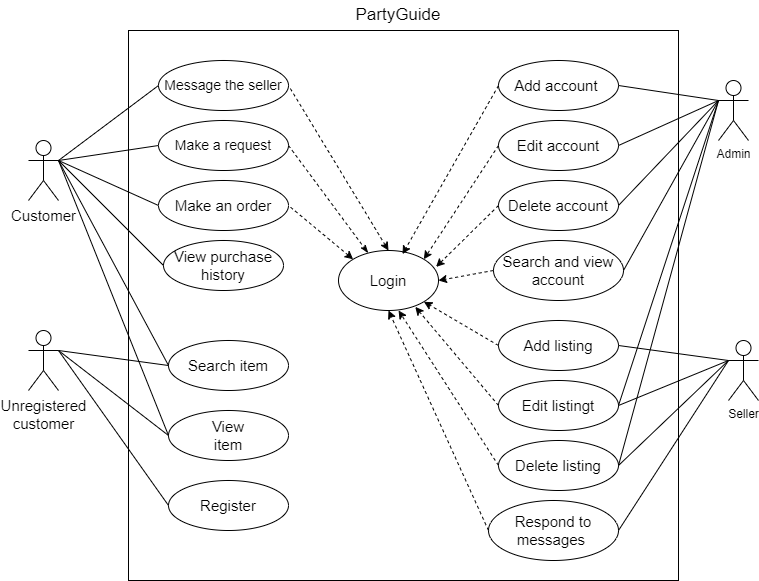 PartyGuide
Message the seller
Make a request
Make an order
View purchase
history
Search item
View
item
Register
Customer
Unregistered
customer
Login
Add account
Edit account
Delete account
Search and view
account
Add listing
Edit listingt
Delete listing
Respond to
messages
Admin
Seller